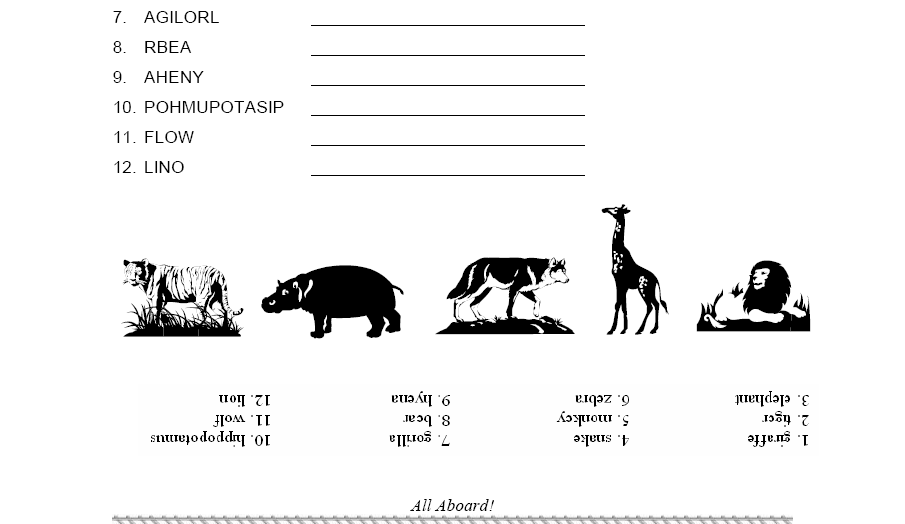 7. AGILORL
8. RBEA
9. AHENY
10. POHMUPOTASIP
11. FLOW
12. LINO
1. giraffe 4. snake 7. gorilla 10. hippopotamus
2. tiger 5. monkey 8. bear 11. wolf
3. elephant 6. zebra 9. hyena 12. lion
All Aboard!